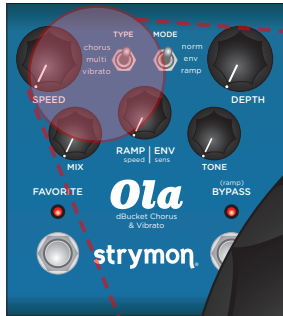 TYPE MODE
chorus norm
multi env
vibrato ramp
SPEED DEPTH
RAMP | ENV
speed | sens
MIX TONE
FAVORITE (ramp) BYPASS
Ola
dBucket Chorus
& Vibrato
strymon®